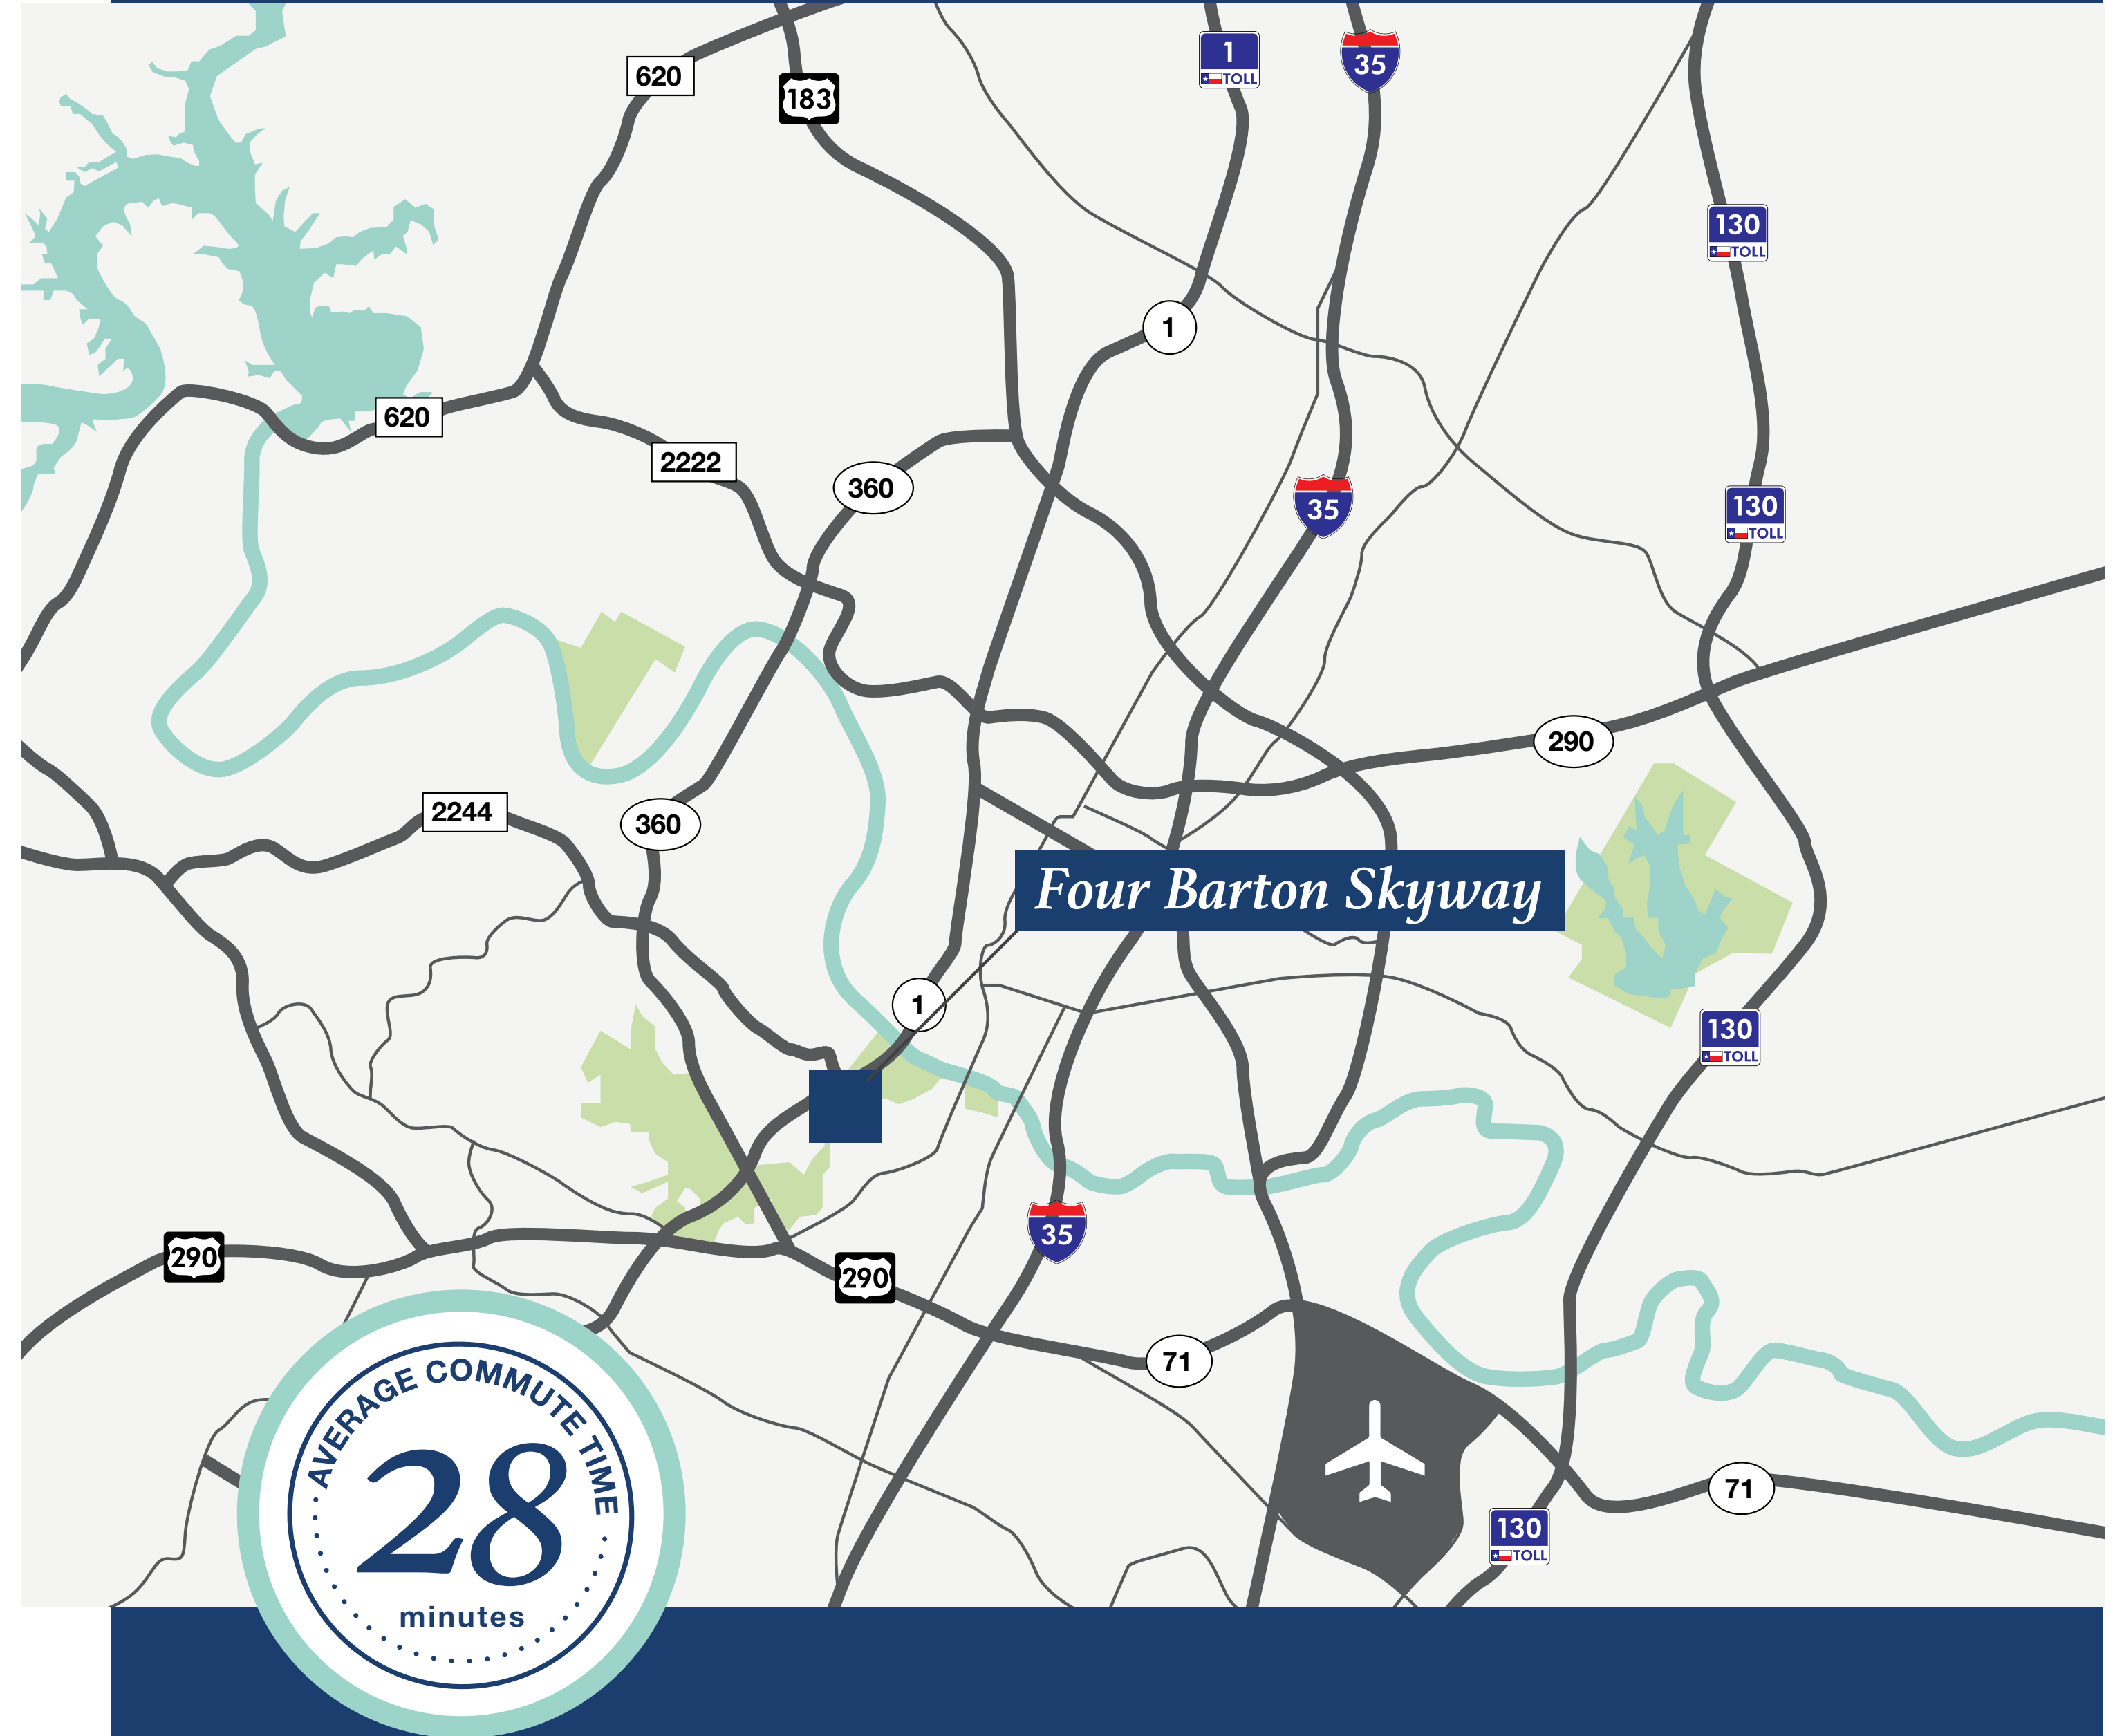 1
TOLL
35
620
183
130
TOLL
1
620
2222
360
35
130
TOLL
290
2244
360
Four Barton Skyway
1
130
TOLL
35
290
290
71
AVERAGE COMMUTE TIME
28
minutes
71
130
TOLL